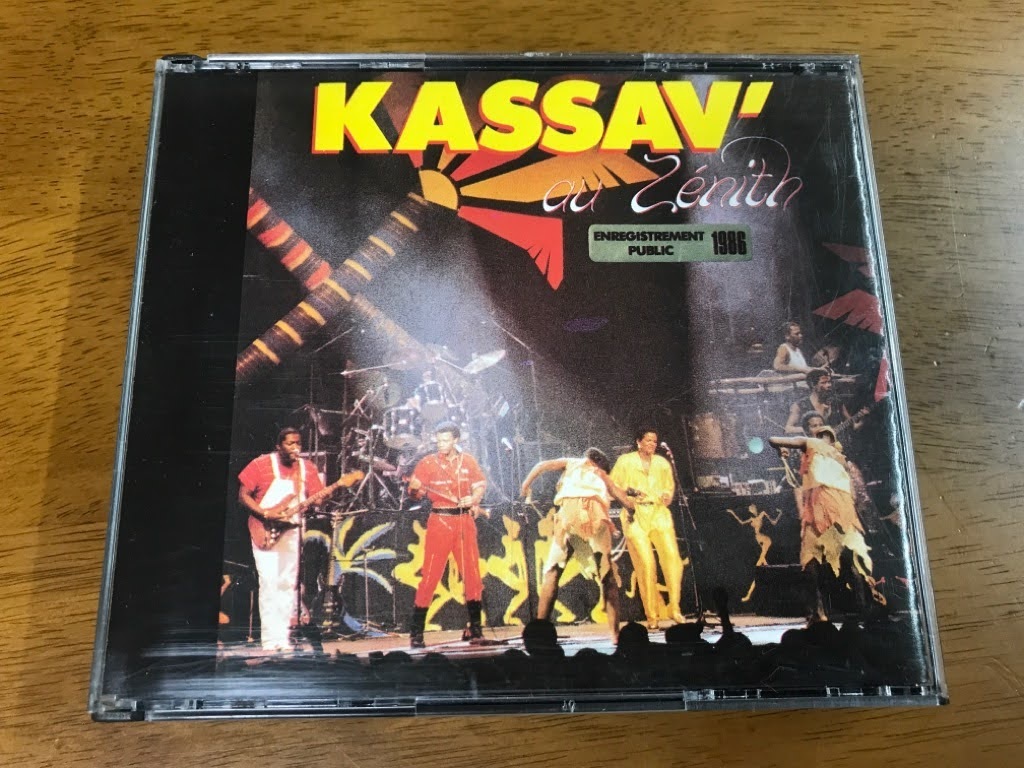 KASSAV'
au Zénith
ENREGISTREMENT 1986
PUBLIC